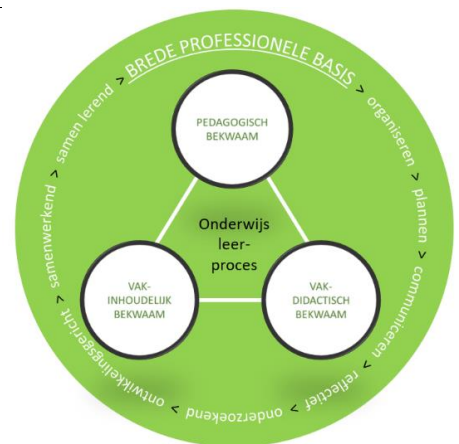 BREDE PROFESSIONELE BASIS > organiseren > plannen > communiceren > reflectief > onderzoekend > ontwikkelingsgericht > samenwerkend > samen lerend >
PEDAGOGISCH
BEKWAAM
Onderwijs
leer-
proces
VAK-
INHOUDELIJK
BEKWAAM
VAK-
DIDACTISCH
BEKWAAM